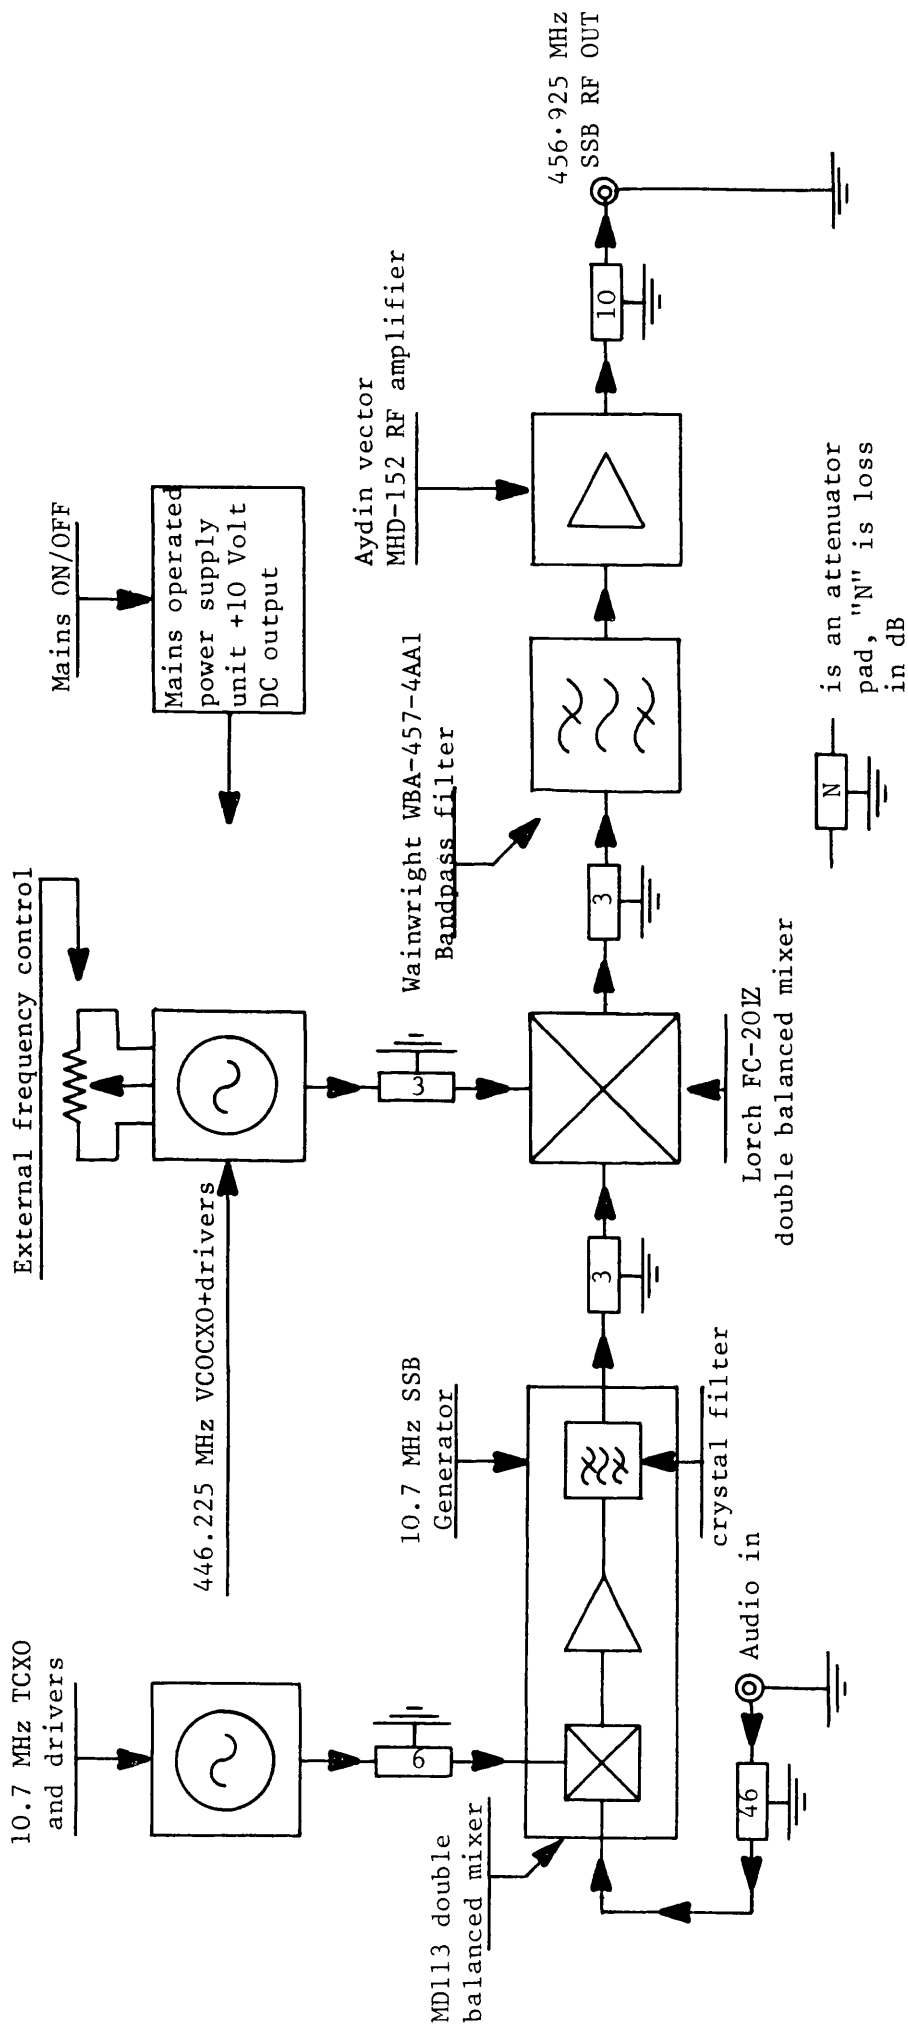 10.7 MHz TCXO
and drivers
446.225 MHz VCOCXO+drivers
External frequency control
Mains ON/OFF
Mains operated
power supply
unit +10 Volt
DC output
6
3
MD113 double
balanced mixer
10.7 MHz SSB
Generator
crystal filter
Audio in
46
3
Lorch FC-201Z
double balanced mixer
3
Wainwright WBA-457-4AA1
Bandpass filter
Aydin vector
MHD-152 RF amplifier
10
456·925 MHz
SSB RF OUT
N
is an attenuator
pad, "N" is loss
in dB